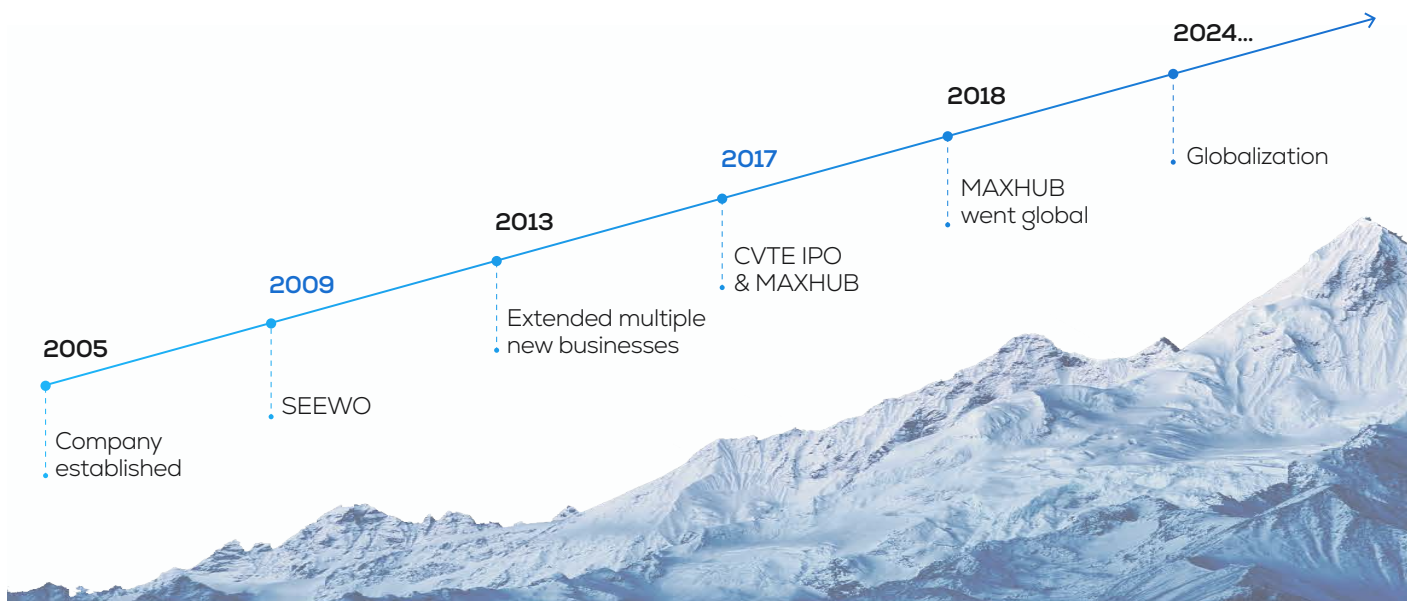 2005
Company
established
2009
SEEWO
2013
Extended multiple
new businesses
2017
CVTE IPO
& MAXHUB
2018
MAXHUB
went global
2024...
Globalization